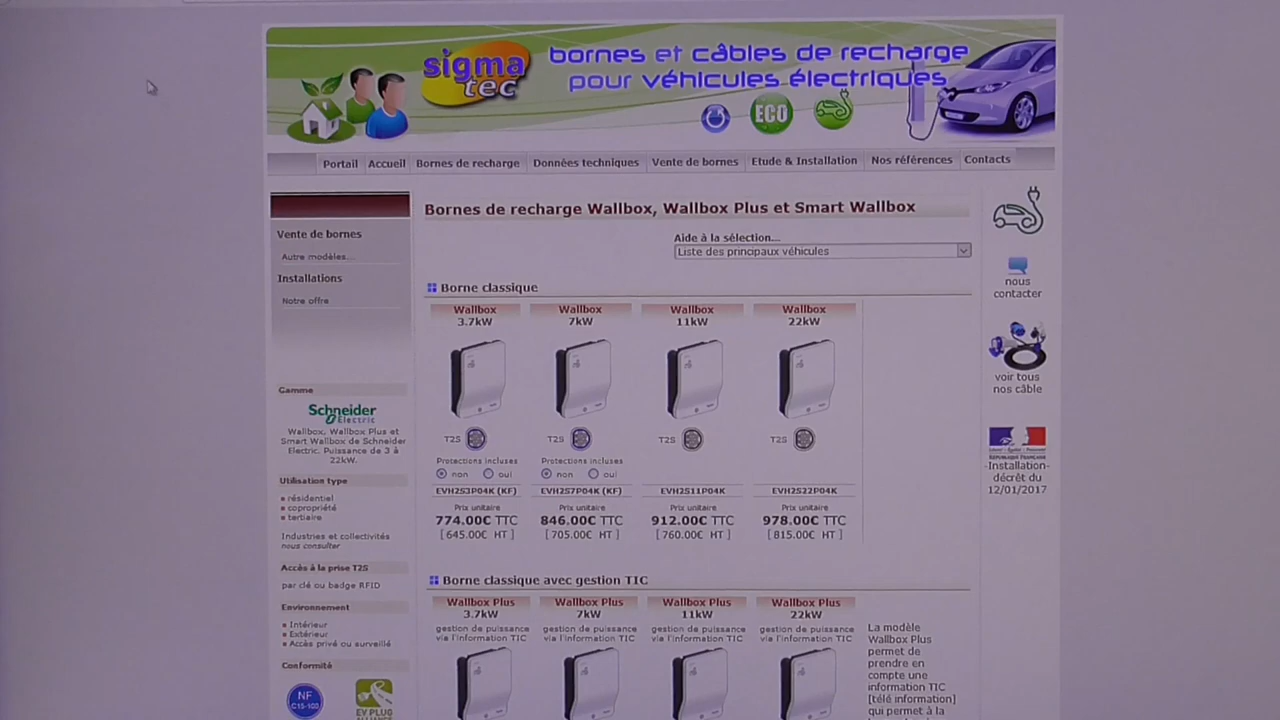 sigma
tec
bornes et câbles de recharge
pour véhicules électriques
ECO
Portail Accueil Bornes de recharge Données techniques Vente de bornes Etude & Installation Nos références Contacts
Vente de bornes
Autre modèles...
Installations
Notre offre
Gamme
Schneider
Electric
Wallbox, Wallbox Plus et
Smart Wallbox de Schneider
Electric. Puissance de 3 à
22kW.
Utilisation type
résidentiel
copropriété
tertiaire
Industries et collectivités
nous consulter
Accès à la prise T2S
par clé ou badge RFID
Environnement
Intérieur
Extérieur
Accès privé ou surveillé
Conformité
NF
C15-100
EV PLUG
Bornes de recharge Wallbox, Wallbox Plus et Smart Wallbox
Aide à la sélection...
Liste des principaux véhicules
Borne classique
Wallbox Wallbox Wallbox Wallbox
3.7kW 7kW 11kW 22kW
T2S T2S T2S T2S
Protections incluses Protections incluses
non oui non oui
EVH2S3P04K (KF) EVH2S7P04K (KF) EVH2S11P04K EVH2S22P04K
Prix unitaire Prix unitaire Prix unitaire Prix unitaire
774.00€ TTC 846.00€ TTC 912.00€ TTC 978.00€ TTC
[ 645.00€ HT ] [ 705.00€ HT ] [ 760.00€ HT ] [ 815.00€ HT ]
Borne classique avec gestion TIC
Wallbox Plus Wallbox Plus Wallbox Plus Wallbox Plus
3.7kW 7kW 11kW 22kW
gestion de puissance gestion de puissance gestion de puissance gestion de puissance
via l'information TIC via l'information TIC via l'information TIC via l'information TIC
La modèle
Wallbox Plus
permet de
prendre en
compte une
information TIC
[télé information]
qui permet à la
nous
contacter
voir tous
nos câble
RÉPUBLIQUE FRANÇAISE
-Installation-
décrêt du
12/01/2017